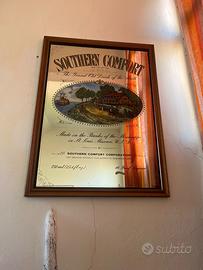 SOUTHERN COMFORT
The Grand Old Drink of the South
Made on the Banks of the Mississippi
in St. Louis, Missouri, U.S.A.
SOUTHERN COMFORT CORPORATION
subito